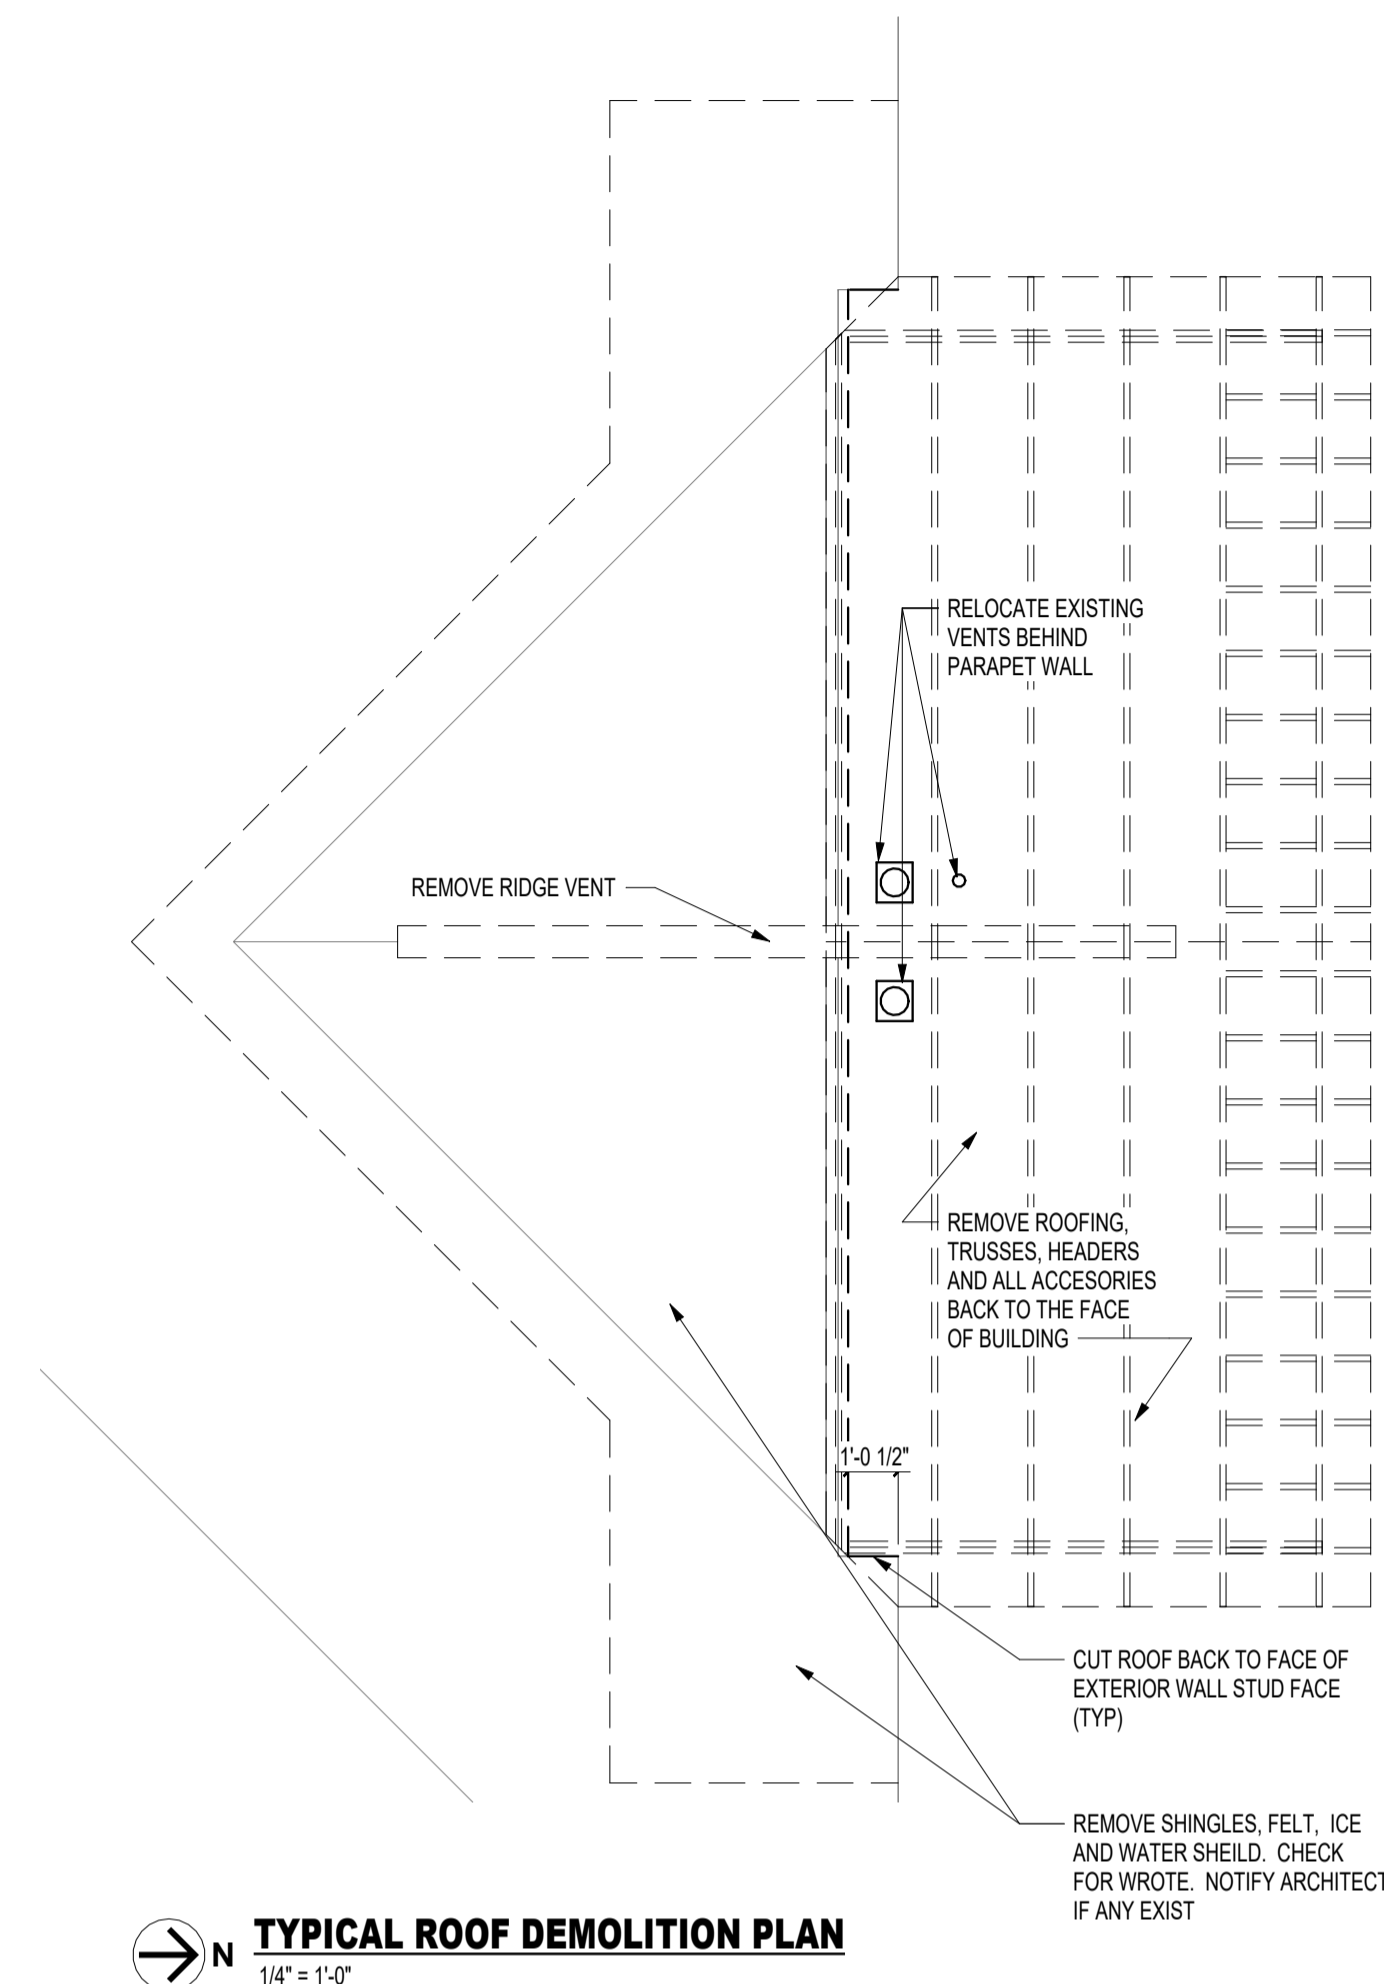 RELOCATE EXISTING
VENTS BEHIND
PARAPET WALL
REMOVE RIDGE VENT
REMOVE ROOFING,
TRUSSES, HEADERS
AND ALL ACCESORIES
BACK TO THE FACE
OF BUILDING
1'-0 1/2"
CUT ROOF BACK TO FACE OF
EXTERIOR WALL STUD FACE
(TYP)
REMOVE SHINGLES, FELT, ICE
AND WATER SHEILD. CHECK
FOR WROTE. NOTIFY ARCHITECT
IF ANY EXIST
N
TYPICAL ROOF DEMOLITION PLAN
1/4" = 1'-0"